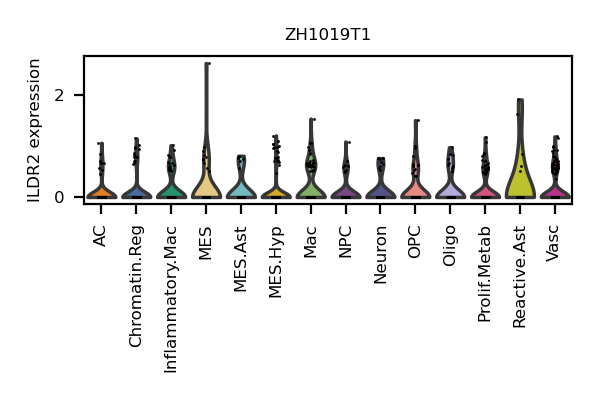 ZH1019T1
ILDR2 expression
2
0
AC
Chromatin.Reg
Inflammatory.Mac
MES
MES.Ast
MES.Hyp
Mac
NPC
Neuron
OPC
Oligo
Prolif.Metab
Reactive.Ast
Vasc